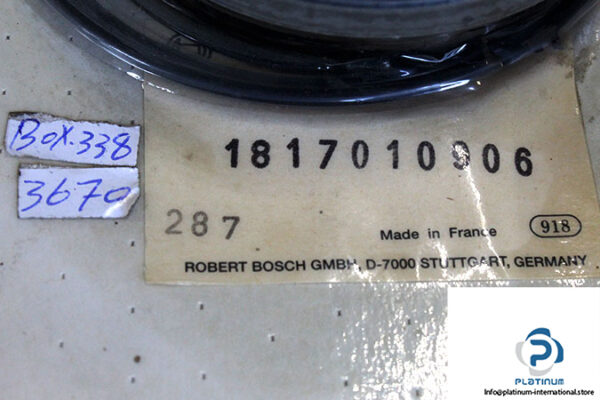 BOX.338
3670
1817010906
287
Made in France
918
ROBERT BOSCH GMBH, D-7000 STUTTGART, GERMANY
PLATINUM
Info@platinum-international.store